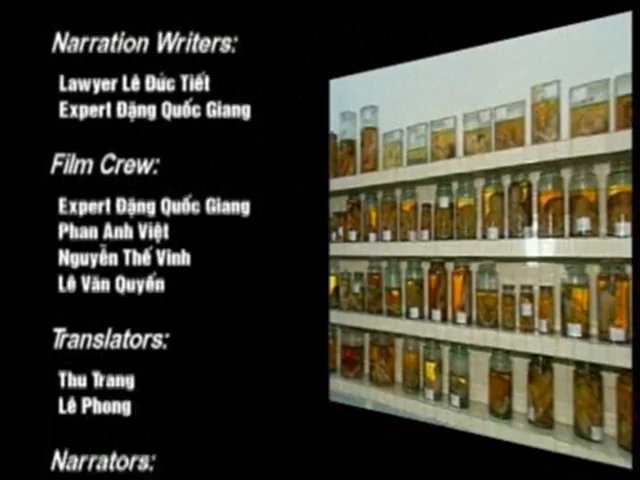 Narration Writers:
Lawyer Lê Đức Tiết
Expert Đặng Quốc Giang
Film Crew:
Expert Đặng Quốc Giang
Phan Anh Việt
Nguyễn Thế Vinh
Lê Văn Quyến
Translators:
Thu Trang
Lê Phong
Narrators: